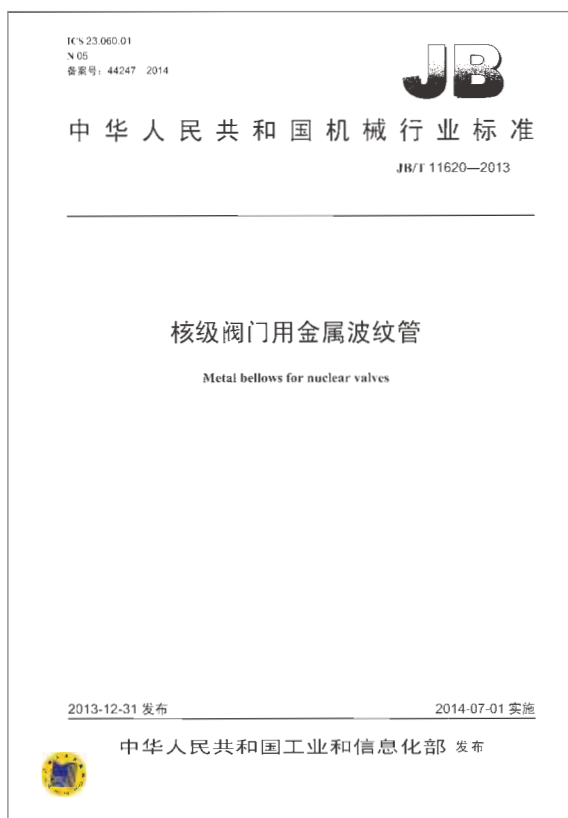 ICS 23.060.01
N 05
备案号：44247 2014
JB
中华人民共和国机械行业标准
JB/T 11620—2013
核级阀门用金属波纹管
Metal bellows for nuclear valves
2013-12-31 发布
2014-07-01 实施
中华人民共和国工业和信息化部 发布